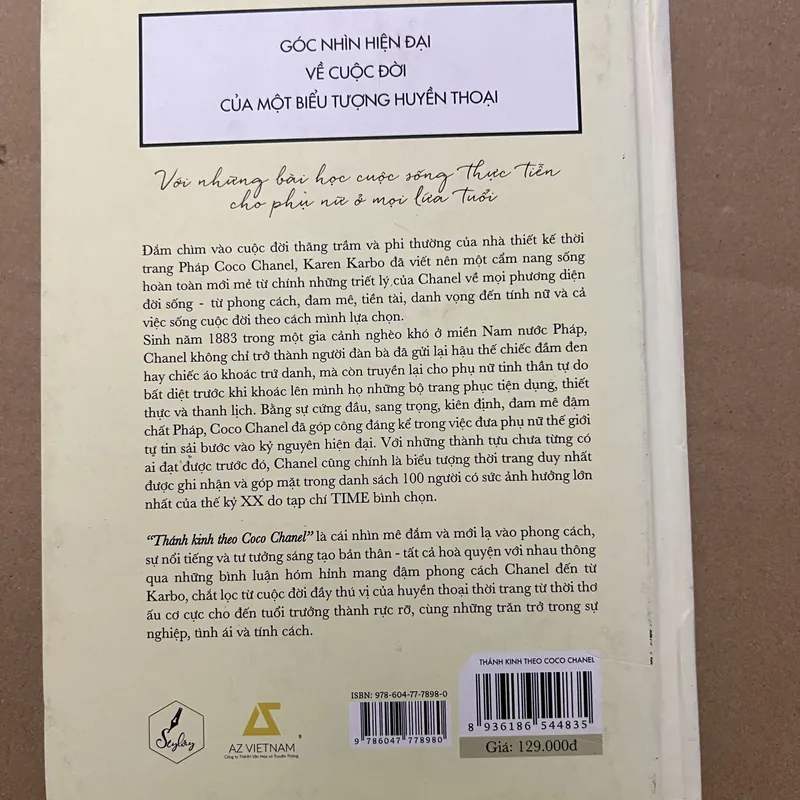 GÓC NHÌN HIỆN ĐẠI
VỀ CUỘC ĐỜI
CỦA MỘT BIỂU TƯỢNG HUYỀN THOẠI
Với những bài học cuộc sống thực tiễn
cho phụ nữ ở mọi lứa tuổi
Đắm chìm vào cuộc đời thăng trầm và phi thường của nhà thiết kế thời
trang Pháp Coco Chanel, Karen Karbo đã viết nên một cẩm nang sống
hoàn toàn mới mẻ từ chính những triết lý của Chanel về mọi phương diện
đời sống - từ phong cách, đam mê, tiền tài, danh vọng đến tính nữ và cả
việc sống cuộc đời theo cách mình lựa chọn.
Sinh năm 1883 trong một gia cảnh nghèo khó ở miền Nam nước Pháp,
Chanel không chỉ trở thành người đàn bà đã gửi lại hậu thế chiếc đầm đen
hay chiếc áo khoác trứ danh, mà còn truyền lại cho phụ nữ tinh thần tự do
bất diệt trước khi khoác lên mình họ những bộ trang phục tiện dụng, thiết
thực và thanh lịch. Bằng sự cứng đầu, sang trọng, kiên định, đam mê đậm
chất Pháp, Coco Chanel đã góp công đáng kể trong việc đưa phụ nữ thế giới
tự tin sải bước vào kỷ nguyên hiện đại. Với những thành tựu chưa từng có
ai đạt được trước đó, Chanel cũng chính là biểu tượng thời trang duy nhất
được ghi nhận và góp mặt trong danh sách 100 người có sức ảnh hưởng lớn
nhất của thế kỷ XX do tạp chí TIME bình chọn.
“Thánh kinh theo Coco Chanel” là cái nhìn mê đắm và mới lạ vào phong cách,
sự nổi tiếng và tư tưởng sáng tạo bản thân - tất cả hoà quyện với nhau thông
qua những bình luận hóm hỉnh mang đậm phong cách Chanel đến từ
Karbo, chắt lọc từ cuộc đời đầy thú vị của huyền thoại thời trang từ thời thơ
ấu cơ cực cho đến tuổi trưởng thành rực rỡ, cùng những trăn trở trong sự
nghiệp, tình ái và tính cách.
Skybooks
AZ VIETNAM
Công ty TNHH Văn Hóa và Truyền Thông
ISBN: 978-604-77-7898-0
9 786047 778980
THÁNH KINH THEO COCO CHANEL
8 936186 544835
Giá: 129.000đ